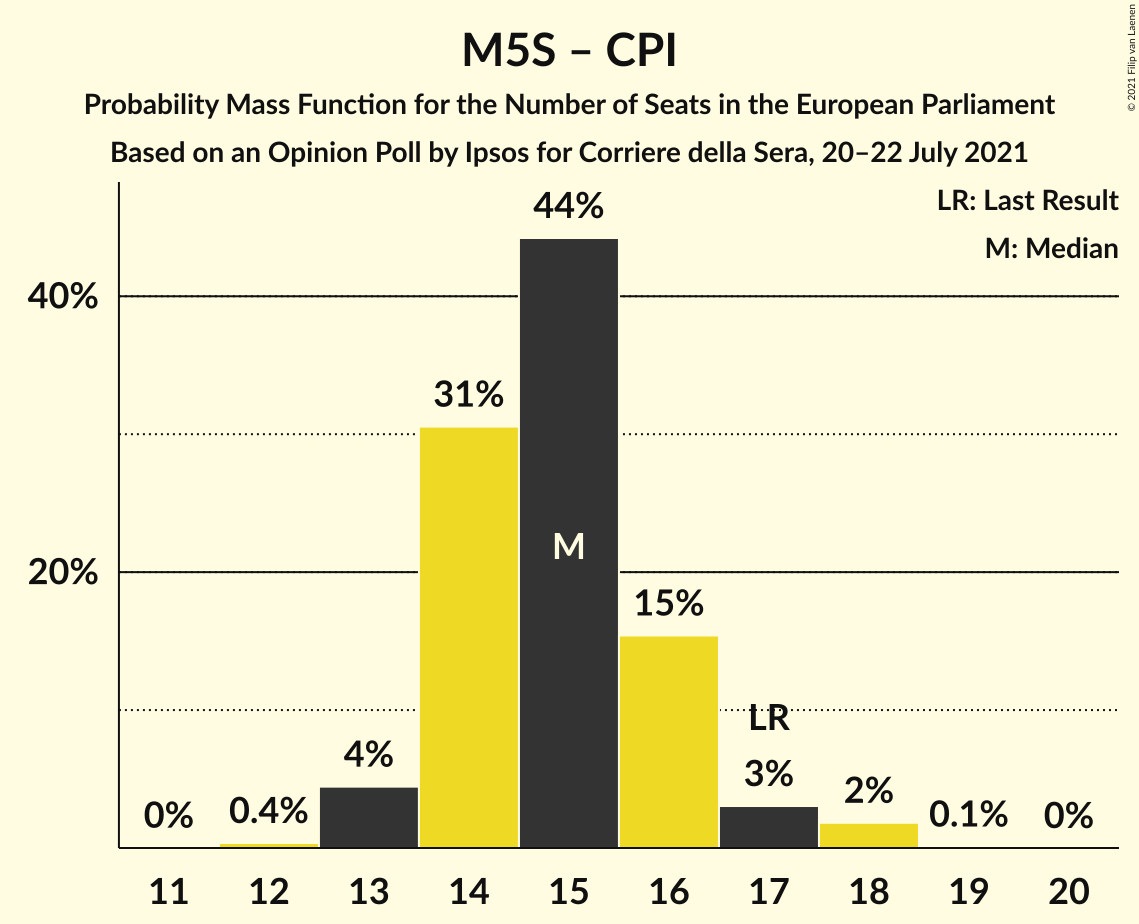 M5S – CPI
Probability Mass Function for the Number of Seats in the European Parliament
Based on an Opinion Poll by Ipsos for Corriere della Sera, 20–22 July 2021
© 2021 Filip van Laenen
LR: Last Result
M: Median
40%
20%
0%
0.4%
4%
31%
44%
M
15%
LR
3%
2%
0.1%
0%
11 12 13 14 15 16 17 18 19 20